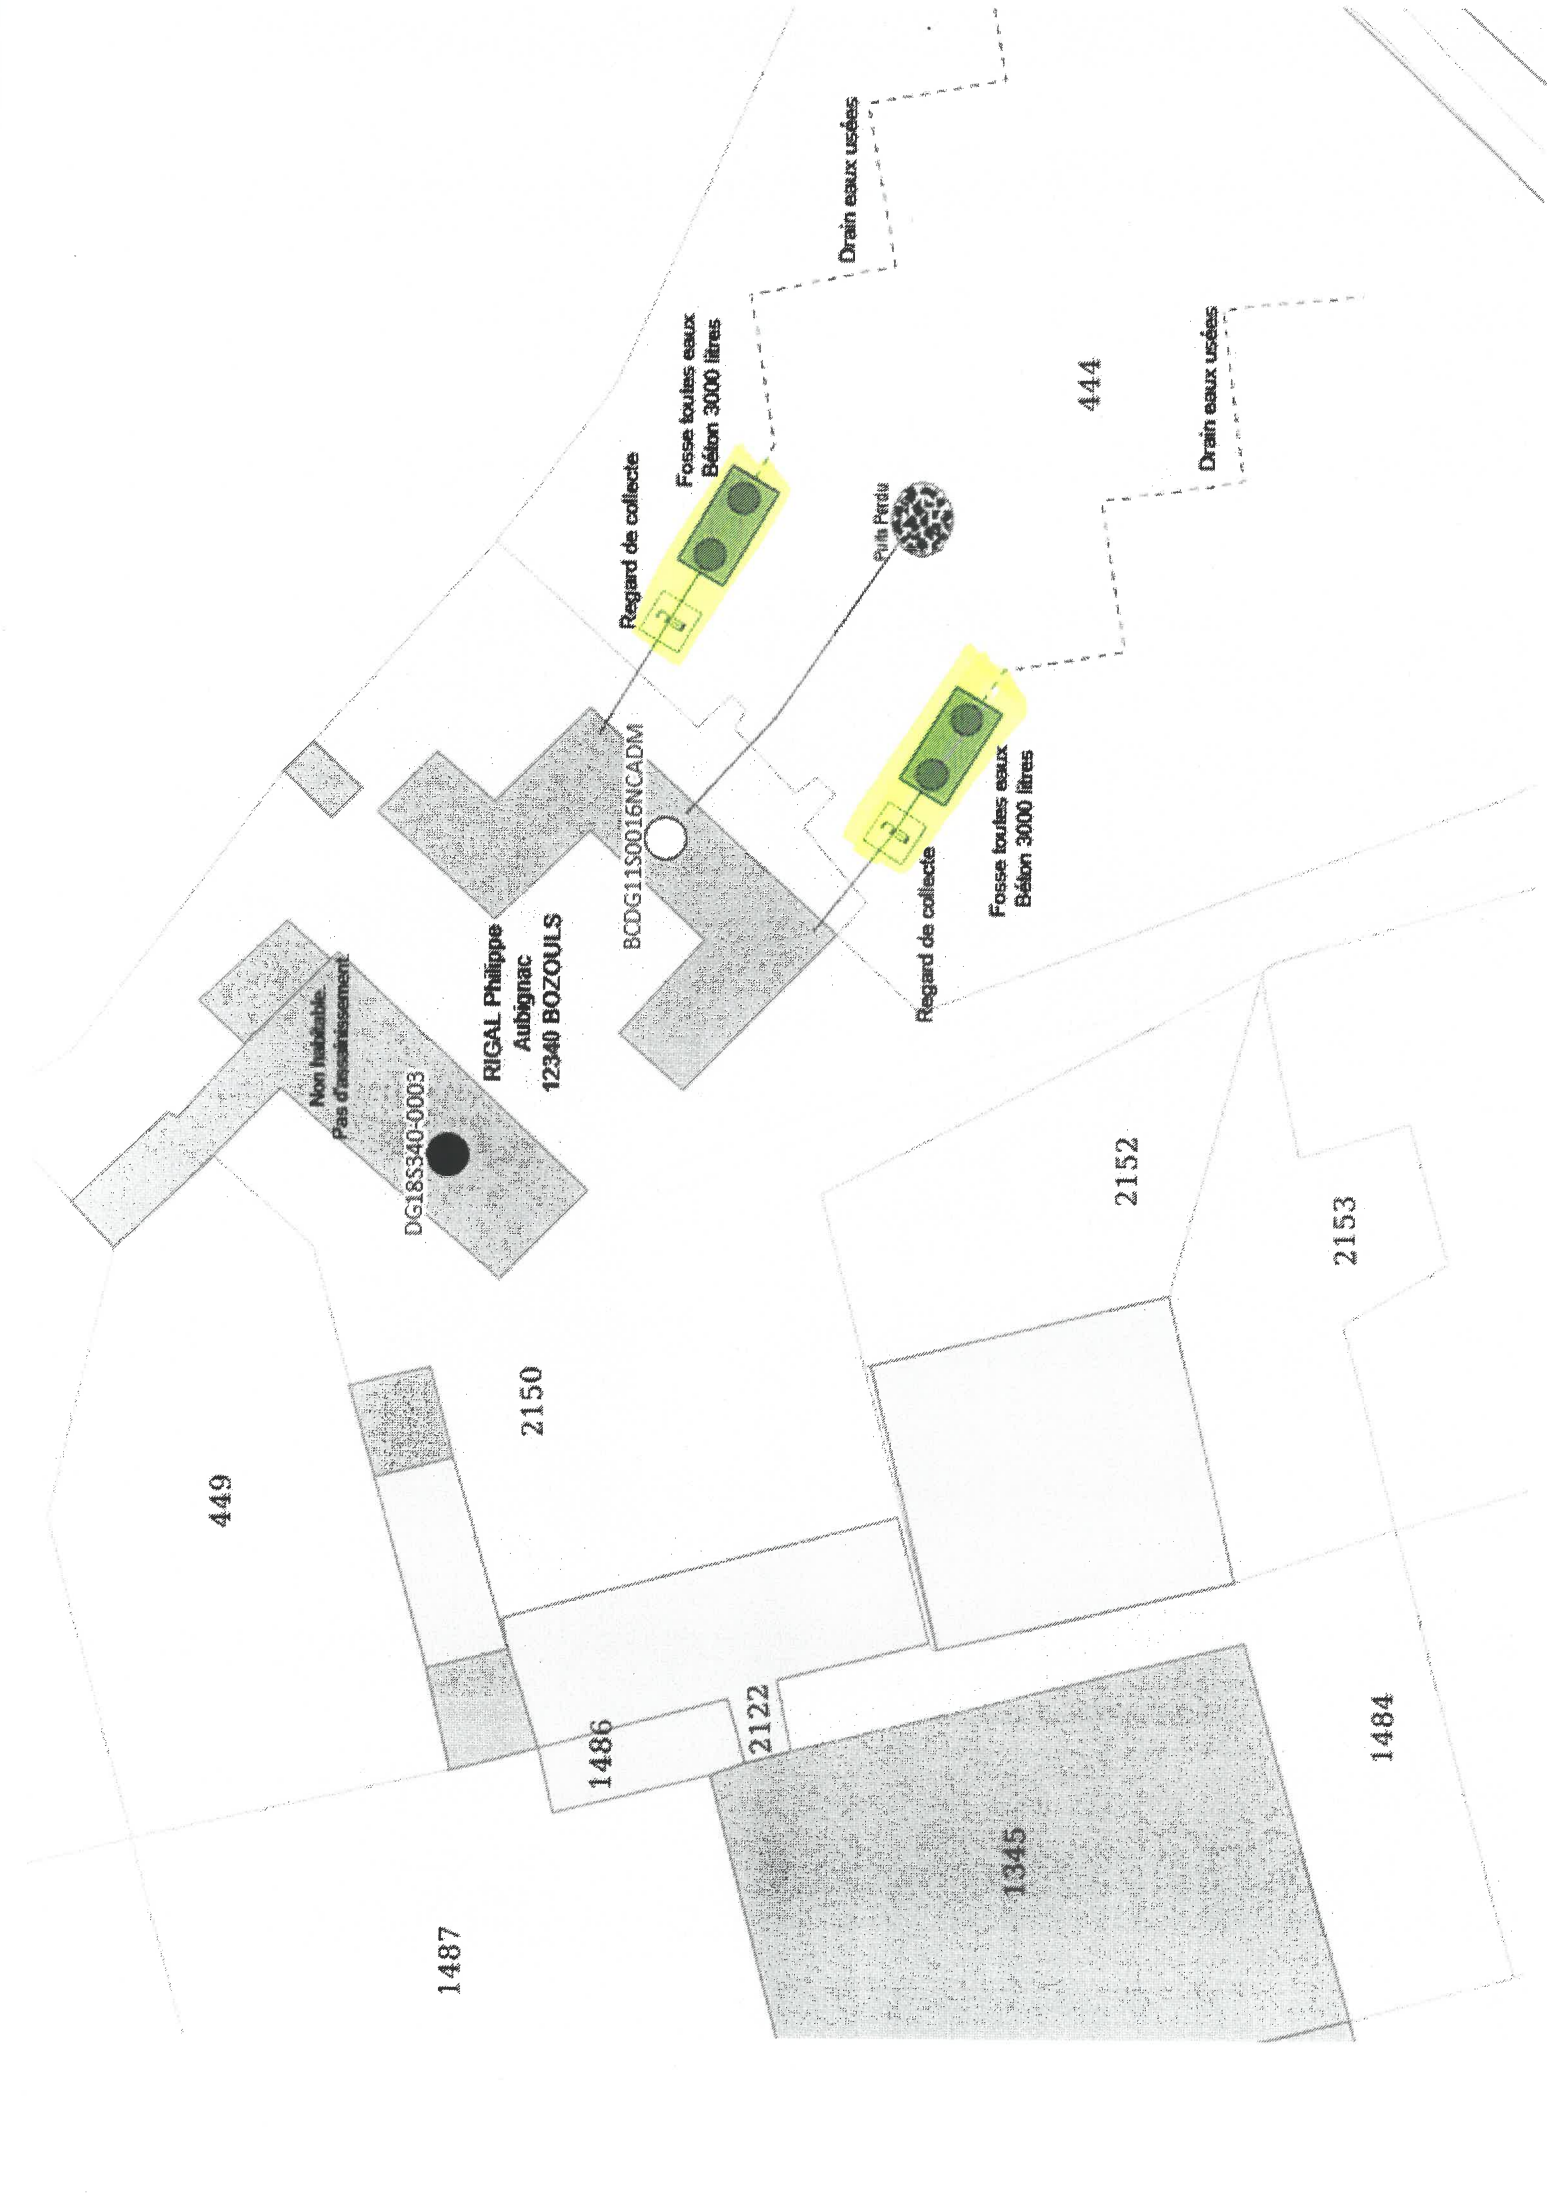 449
1487
Non habitable.
Pas d'assainissement.
DG18S340-0003
RIGAL Philippe
Aubignac
12340 BOZOULS
2150
1486
BCDG11S0016NCADM
Regard de collecte
Fosse toutes eaux
Béton 3000 litres
2122
Drain eaux usées
Puits Perdu
Regard de collecte
Fosse toutes eaux
Béton 3000 litres
1345
444
2152
Drain eaux usées
2153
1484